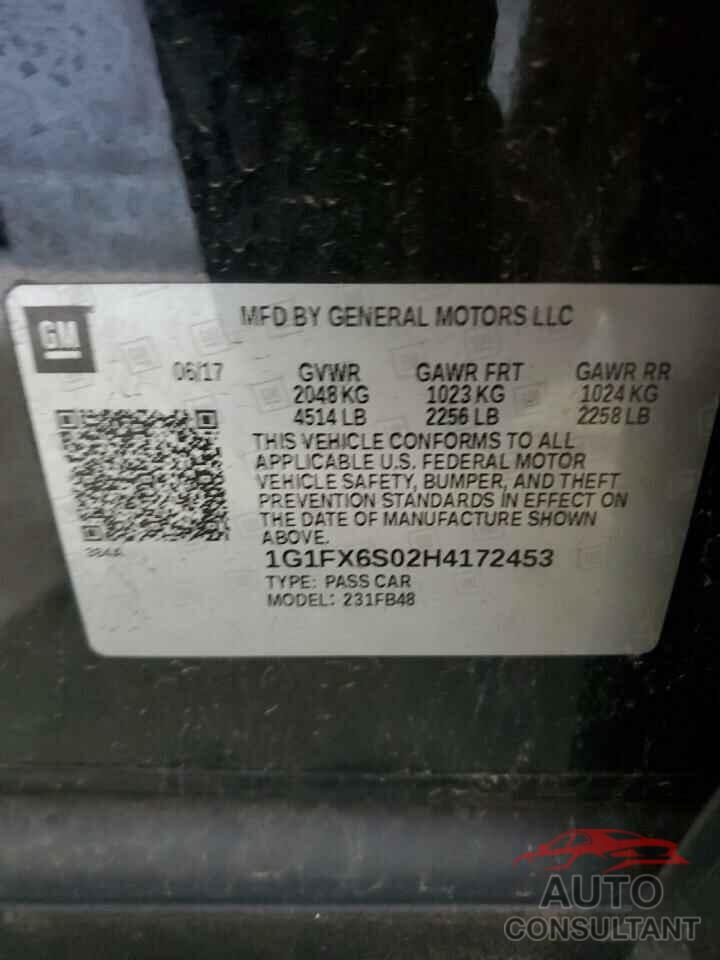 GM
MFD BY GENERAL MOTORS LLC
06/17 GVWR GAWR FRT GAWR RR
2048 KG 1023 KG 1024 KG
4514 LB 2256 LB 2258 LB
THIS VEHICLE CONFORMS TO ALL
APPLICABLE U.S. FEDERAL MOTOR
VEHICLE SAFETY, BUMPER, AND THEFT
PREVENTION STANDARDS IN EFFECT ON
THE DATE OF MANUFACTURE SHOWN
ABOVE.
384A
1G1FX6S02H4172453
TYPE: PASS CAR
MODEL: 231FB48
AUTO
CONSULTANT